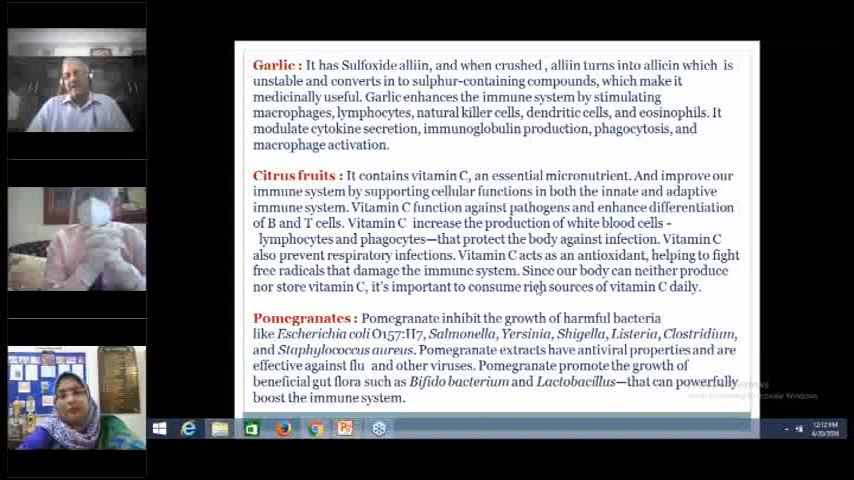 Garlic : It has Sulfoxide alliin, and when crushed , alliin turns into allicin which is
unstable and converts in to sulphur-containing compounds, which make it
medicinally useful. Garlic enhances the immune system by stimulating
macrophages, lymphocytes, natural killer cells, dendritic cells, and eosinophils. It
modulate cytokine secretion, immunoglobulin production, phagocytosis, and
macrophage activation.
Citrus fruits : It contains vitamin C, an essential micronutrient. And improve our
immune system by supporting cellular functions in both the innate and adaptive
immune system. Vitamin C function against pathogens and enhance differentiation
of B and T cells. Vitamin C increase the production of white blood cells -
lymphocytes and phagocytes—that protect the body against infection. Vitamin C
also prevent respiratory infections. Vitamin C acts as an antioxidant, helping to fight
free radicals that damage the immune system. Since our body can neither produce
nor store vitamin C, it's important to consume rich sources of vitamin C daily.
Pomegranates : Pomegranate inhibit the growth of harmful bacteria
like Escherichia coli O157:H7, Salmonella, Yersinia, Shigella, Listeria, Clostridium,
and Staphylococcus aureus. Pomegranate extracts have antiviral properties and are
effective against flu and other viruses. Pomegranate promote the growth of
beneficial gut flora such as Bifido bacterium and Lactobacillus—that can powerfully
boost the immune system.
12:12 PM